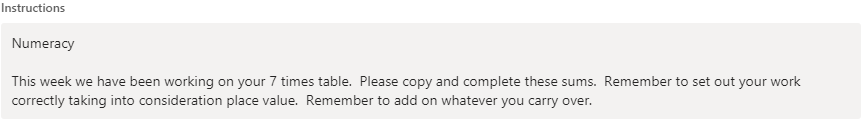 Instructions
Numeracy
This week we have been working on your 7 times table.  Please copy and complete these sums.  Remember to set out your work
correctly taking into consideration place value.  Remember to add on whatever you carry over.